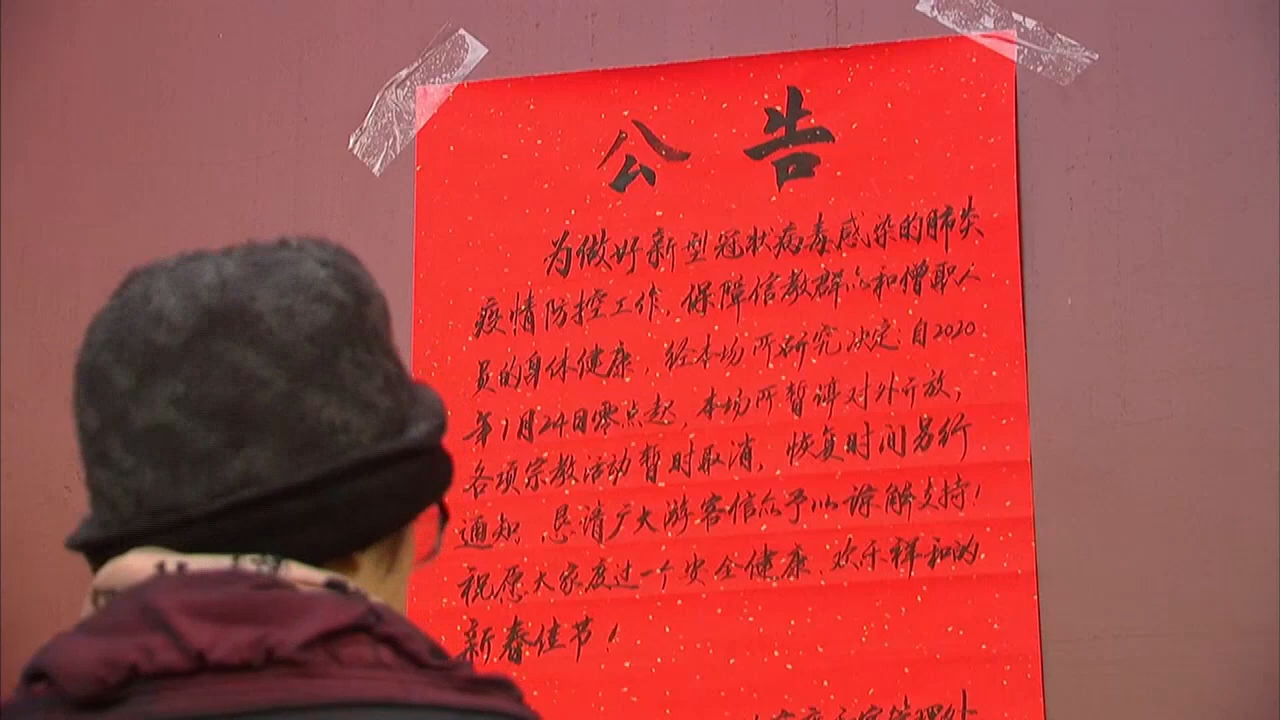 公告
为做好新型冠状病毒感染的肺炎
疫情防控工作，保障信教群众和僧职人
员的身体健康，经本场所研究决定：自2020
年1月24日零点起，本场所暂停对外开放，
各项宗教活动暂时取消，恢复时间另行
通知，恳请广大游客信众予以谅解支持！
祝愿大家度过一个安全健康、欢乐祥和的
新春佳节！
管理处